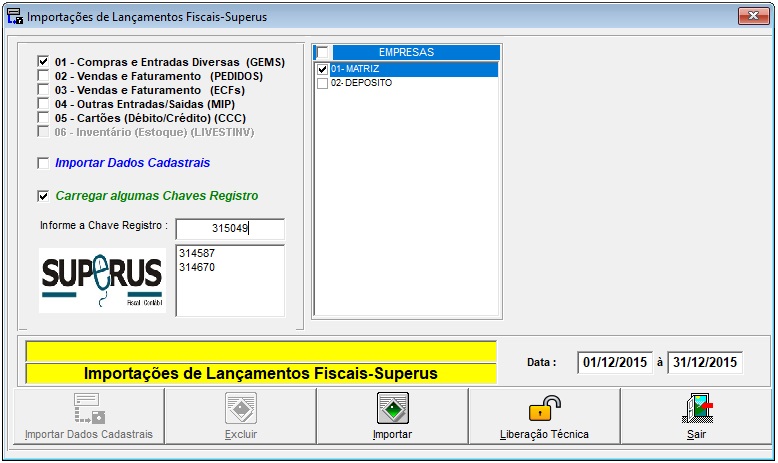 Importações de Lançamentos Fiscais-Superus
01 - Compras e Entradas Diversas (GEMS)
02 - Vendas e Faturamento (PEDIDOS)
03 - Vendas e Faturamento (ECFs)
04 - Outras Entradas/Saidas (MIP)
05 - Cartões (Débito/Crédito) (CCC)
06 - Inventário (Estoque) (LIVESTINV)
Importar Dados Cadastrais
Carregar algumas Chaves Registro
Informe a Chave Registro :
315049
314587
314670
SUPERUS
Fiscal Contábil
EMPRESAS
01- MATRIZ
02- DEPOSITO
Importações de Lançamentos Fiscais-Superus
Data : 01/12/2015 à 31/12/2015
Importar Dados Cadastrais
Excluir
Importar
Liberação Técnica
Sair